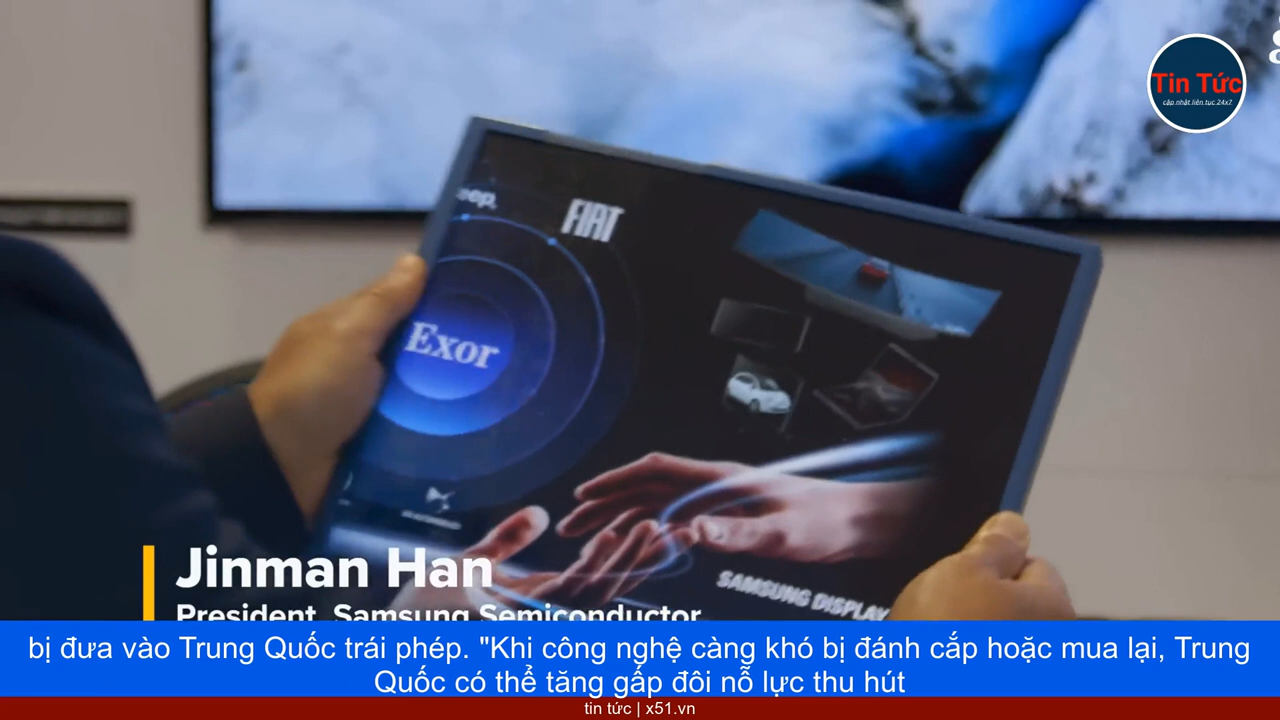 Tin Tức
cập nhật liên tục 24x7
eep
FIAT
Exor
SAMSUNG DISPLAY
Jinman Han
President, Samsung Semiconductor
bị đưa vào Trung Quốc trái phép. "Khi công nghệ càng khó bị đánh cắp hoặc mua lại, Trung
Quốc có thể tăng gấp đôi nỗ lực thu hút
tin tức | x51.vn